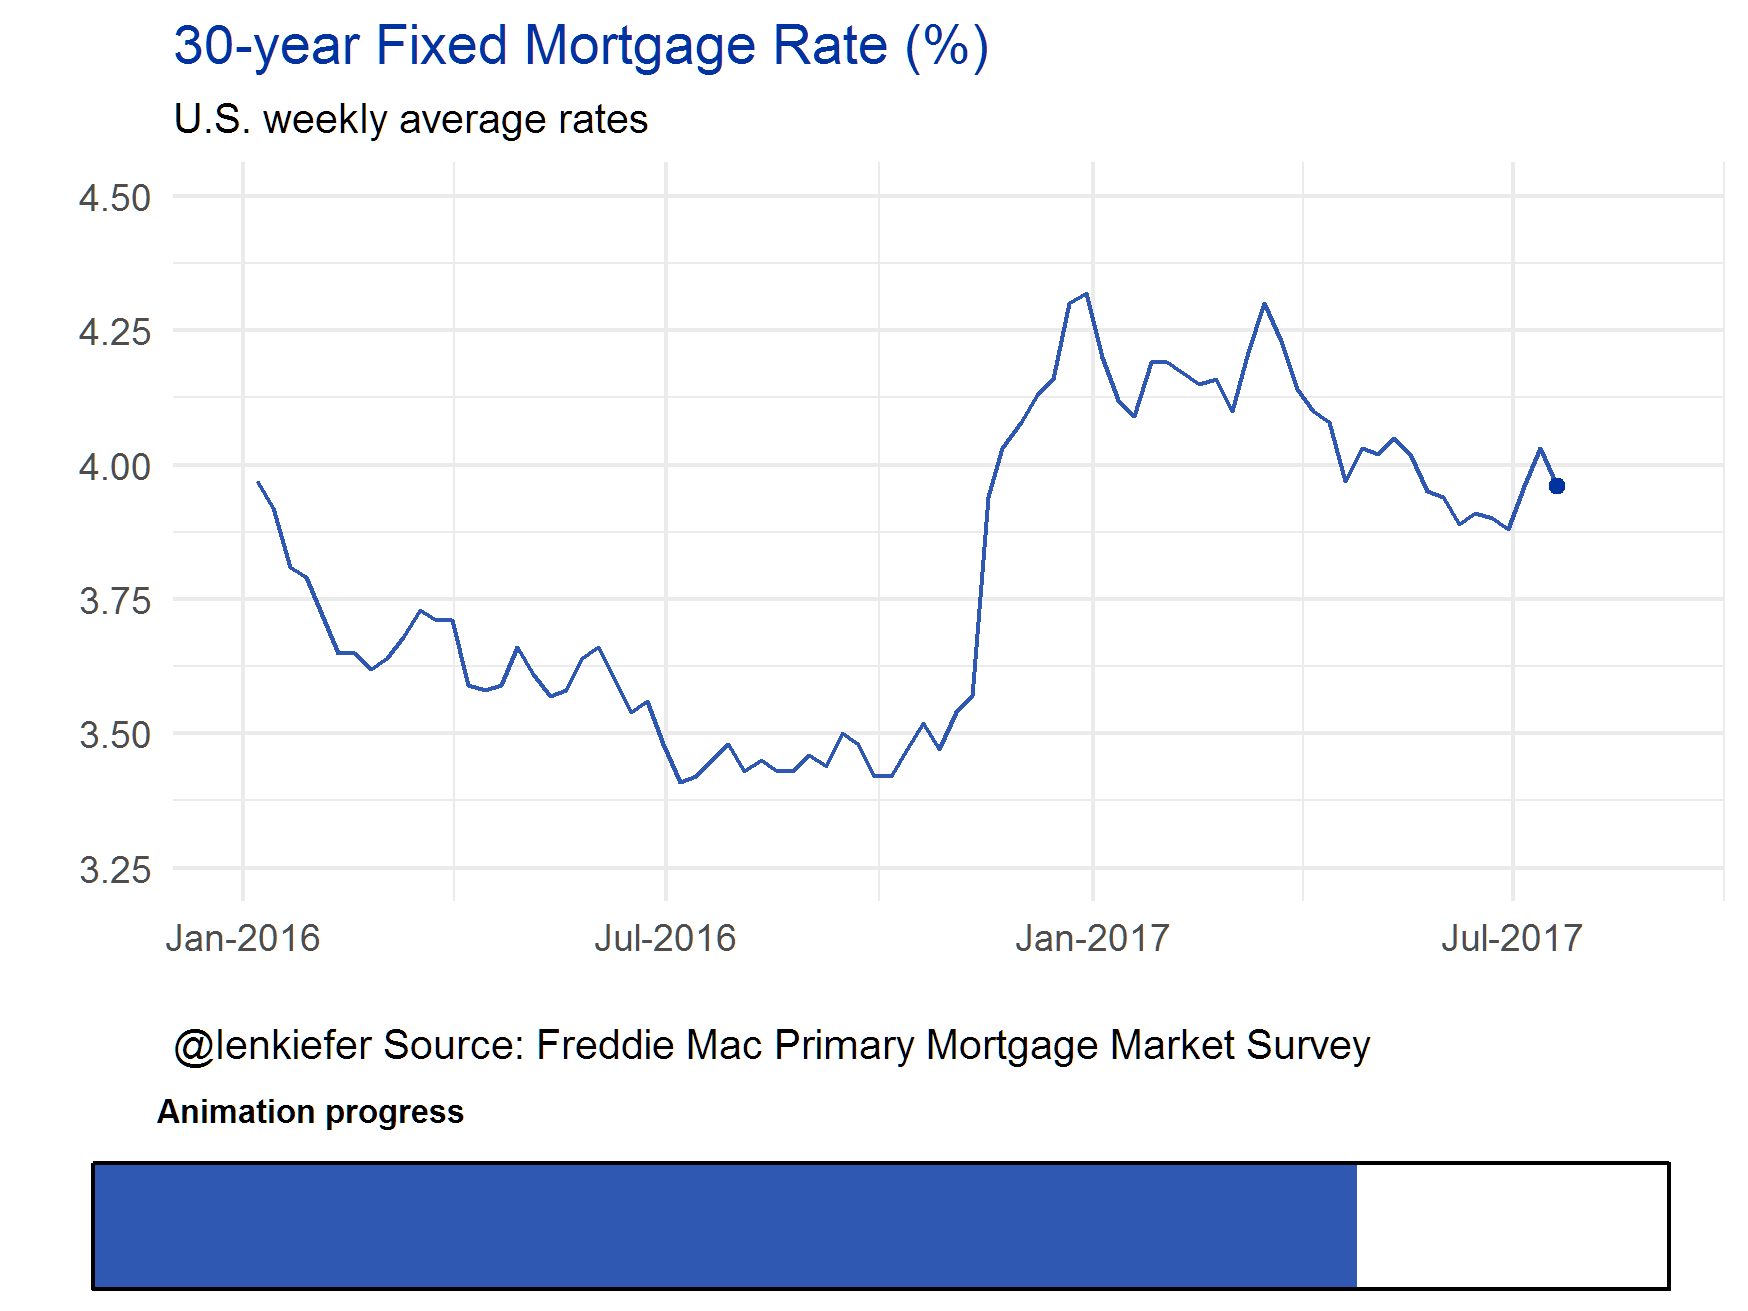 30-year Fixed Mortgage Rate (%)
U.S. weekly average rates
4.50
4.25
4.00
3.75
3.50
3.25
Jan-2016 Jul-2016 Jan-2017 Jul-2017
@lenkiefer Source: Freddie Mac Primary Mortgage Market Survey
Animation progress